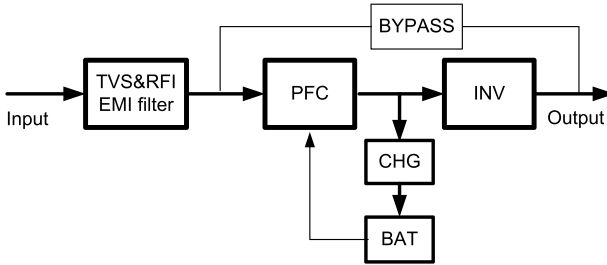 BYPASS
TVS&RFI
EMI filter
PFC
INV
Input
Output
CHG
BAT